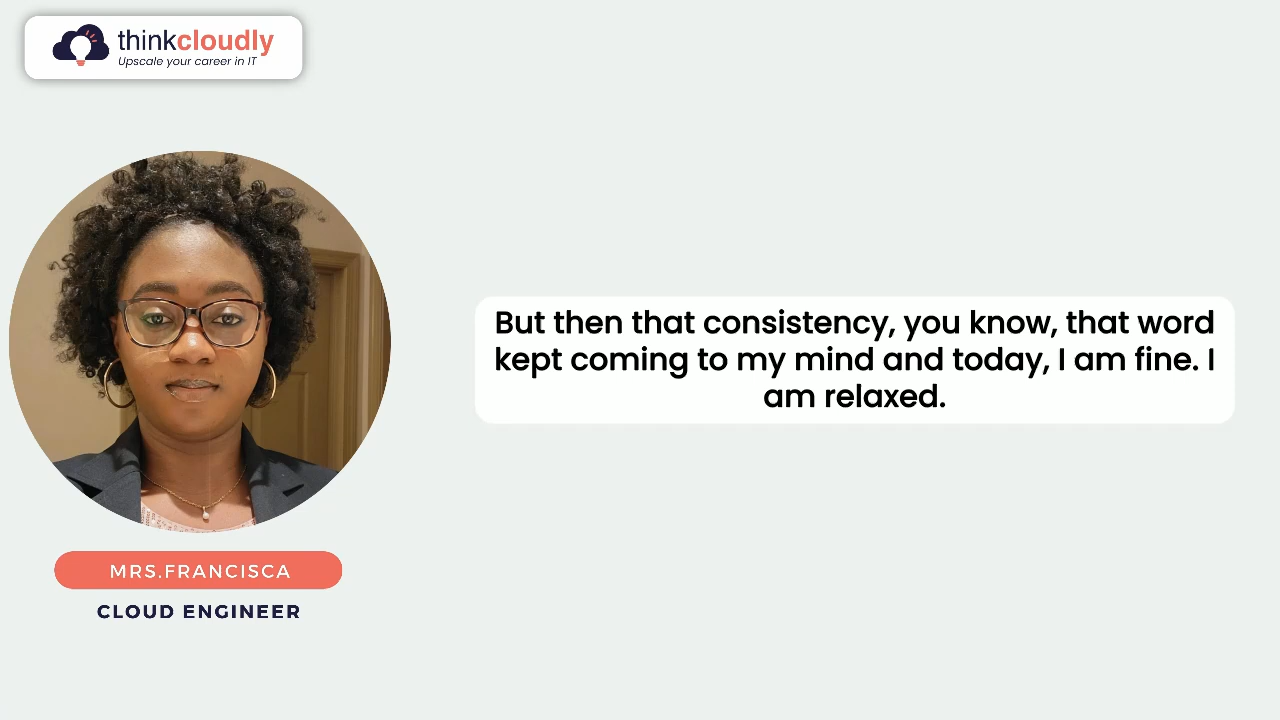 thinkcloudly
Upscale your career in IT
But then that consistency, you know, that word
kept coming to my mind and today, I am fine. I
am relaxed.
MRS.FRANCISCA
CLOUD ENGINEER